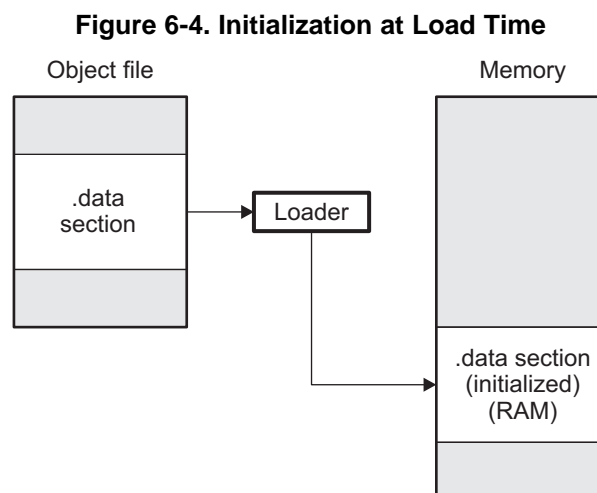 Figure 6-4. Initialization at Load Time
Object file
Memory
.data
section
Loader
.data section
(initialized)
(RAM)